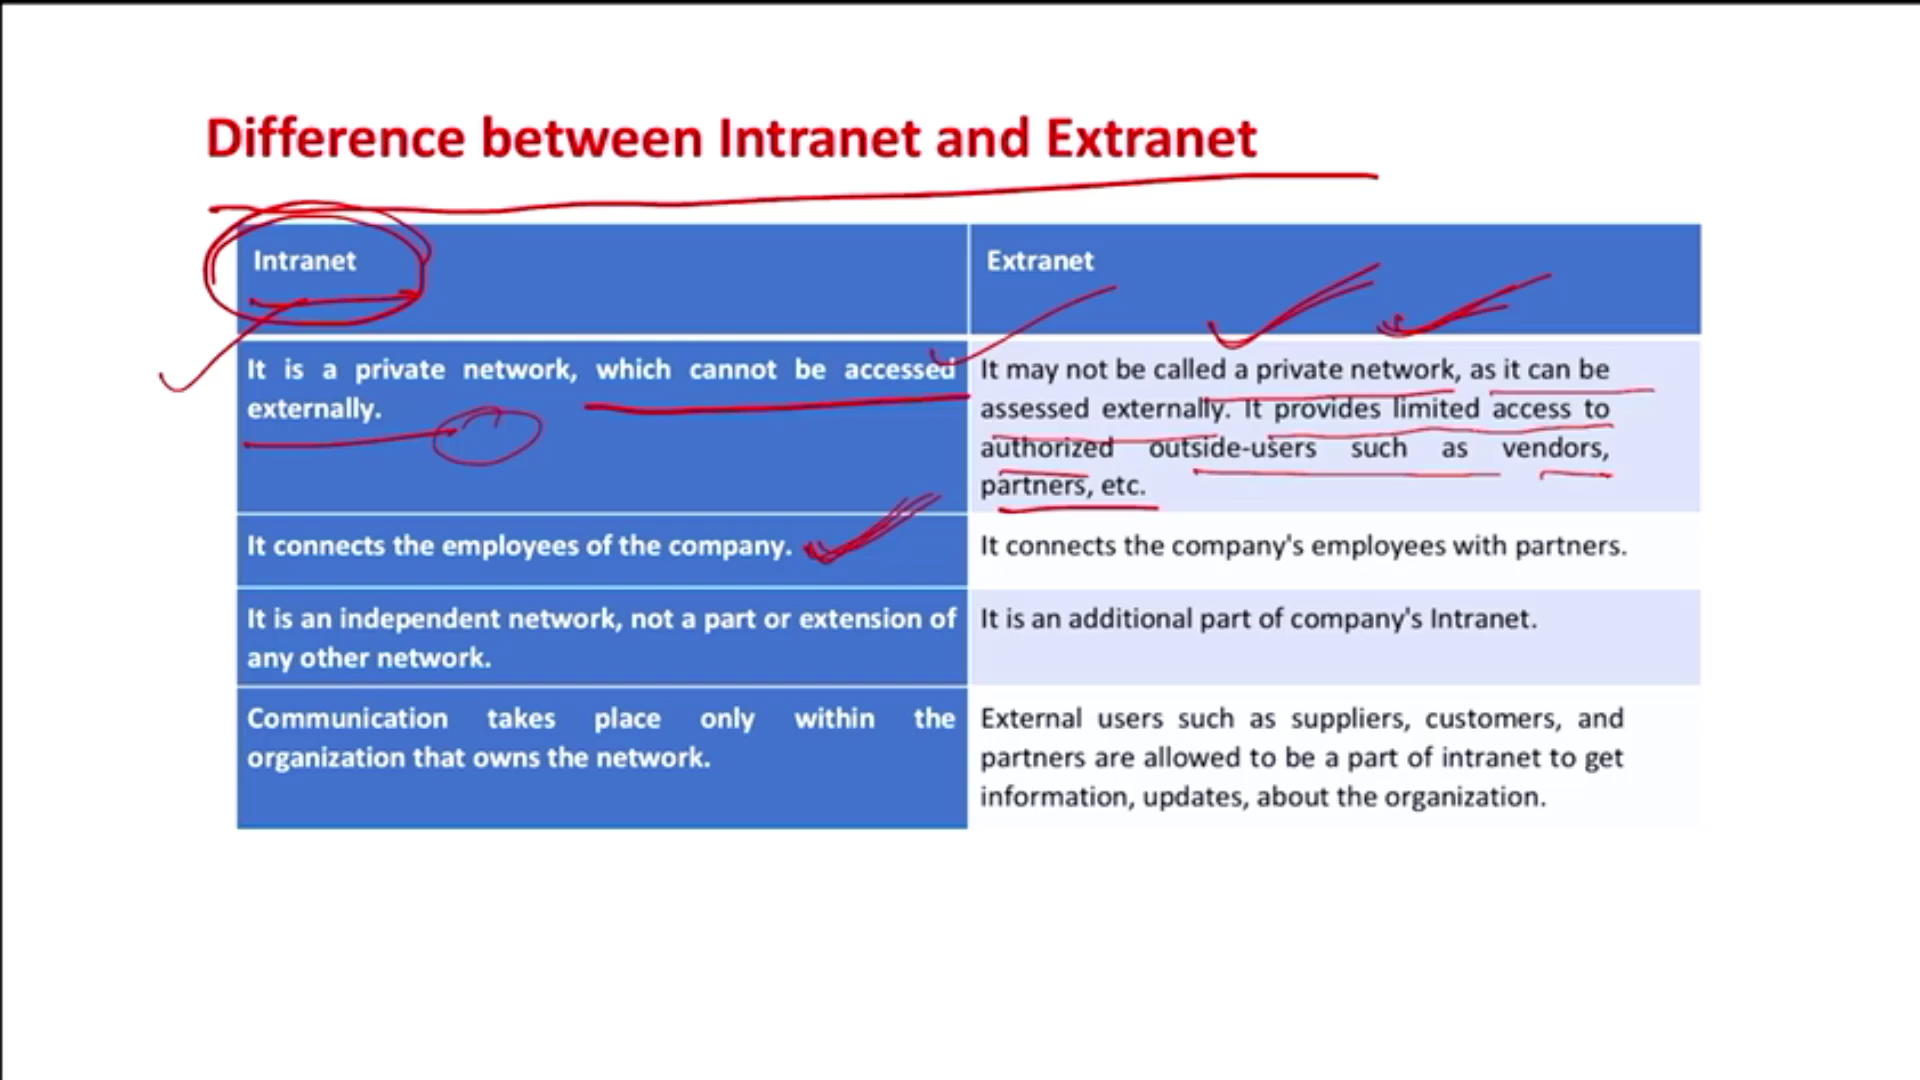 Difference between Intranet and Extranet
Intranet
Extranet
It is a private network, which cannot be accessed
externally.
It may not be called a private network, as it can be
assessed externally. It provides limited access to
authorized outside-users such as vendors,
partners, etc.
It connects the employees of the company.
It connects the company's employees with partners.
It is an independent network, not a part or extension of
any other network.
It is an additional part of company's Intranet.
Communication takes place only within the
organization that owns the network.
External users such as suppliers, customers, and
partners are allowed to be a part of intranet to get
information, updates, about the organization.